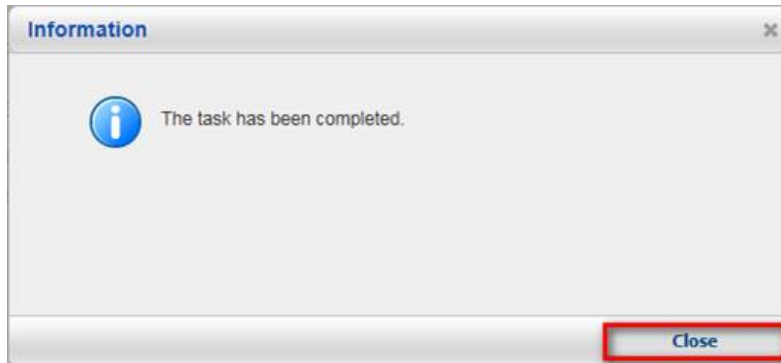 Information
The task has been completed.
Close